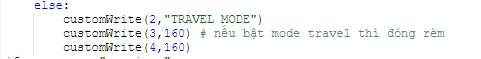 else:
customWrite(2,"TRAVEL MODE")
customWrite(3,160) # nếu bật mode travel thì đóng rèm
customWrite(4,160)